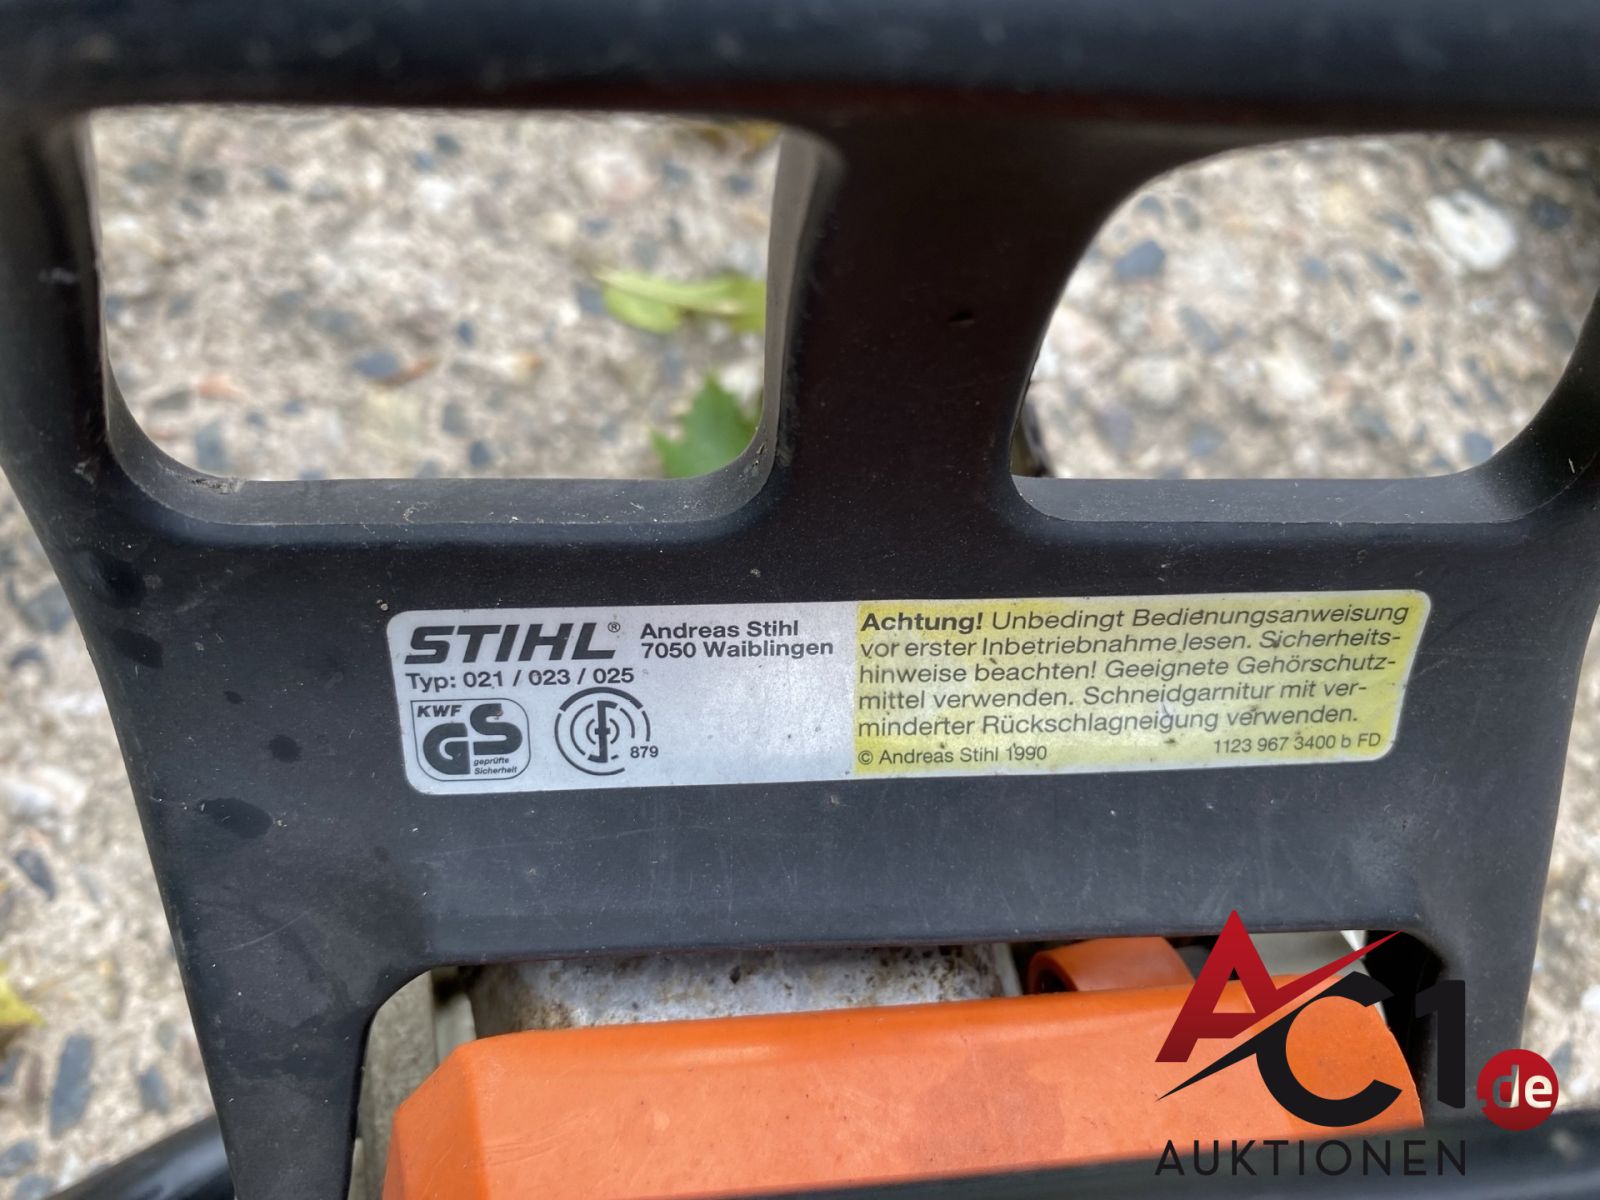 STIHL®
Andreas Stihl
7050 Waiblingen
Typ: 021 / 023 / 025
KWF
GS
geprüfte
Sicherheit
879
Achtung! Unbedingt Bedienungsanweisung
vor erster Inbetriebnahme lesen. Sicherheits-
hinweise beachten! Geeignete Gehörschutz-
mittel verwenden. Schneidgarnitur mit ver-
minderter Rückschlagneigung verwenden.
© Andreas Stihl 1990
1123 967 3400 b FD
AC1
.de
AUKTIONEN